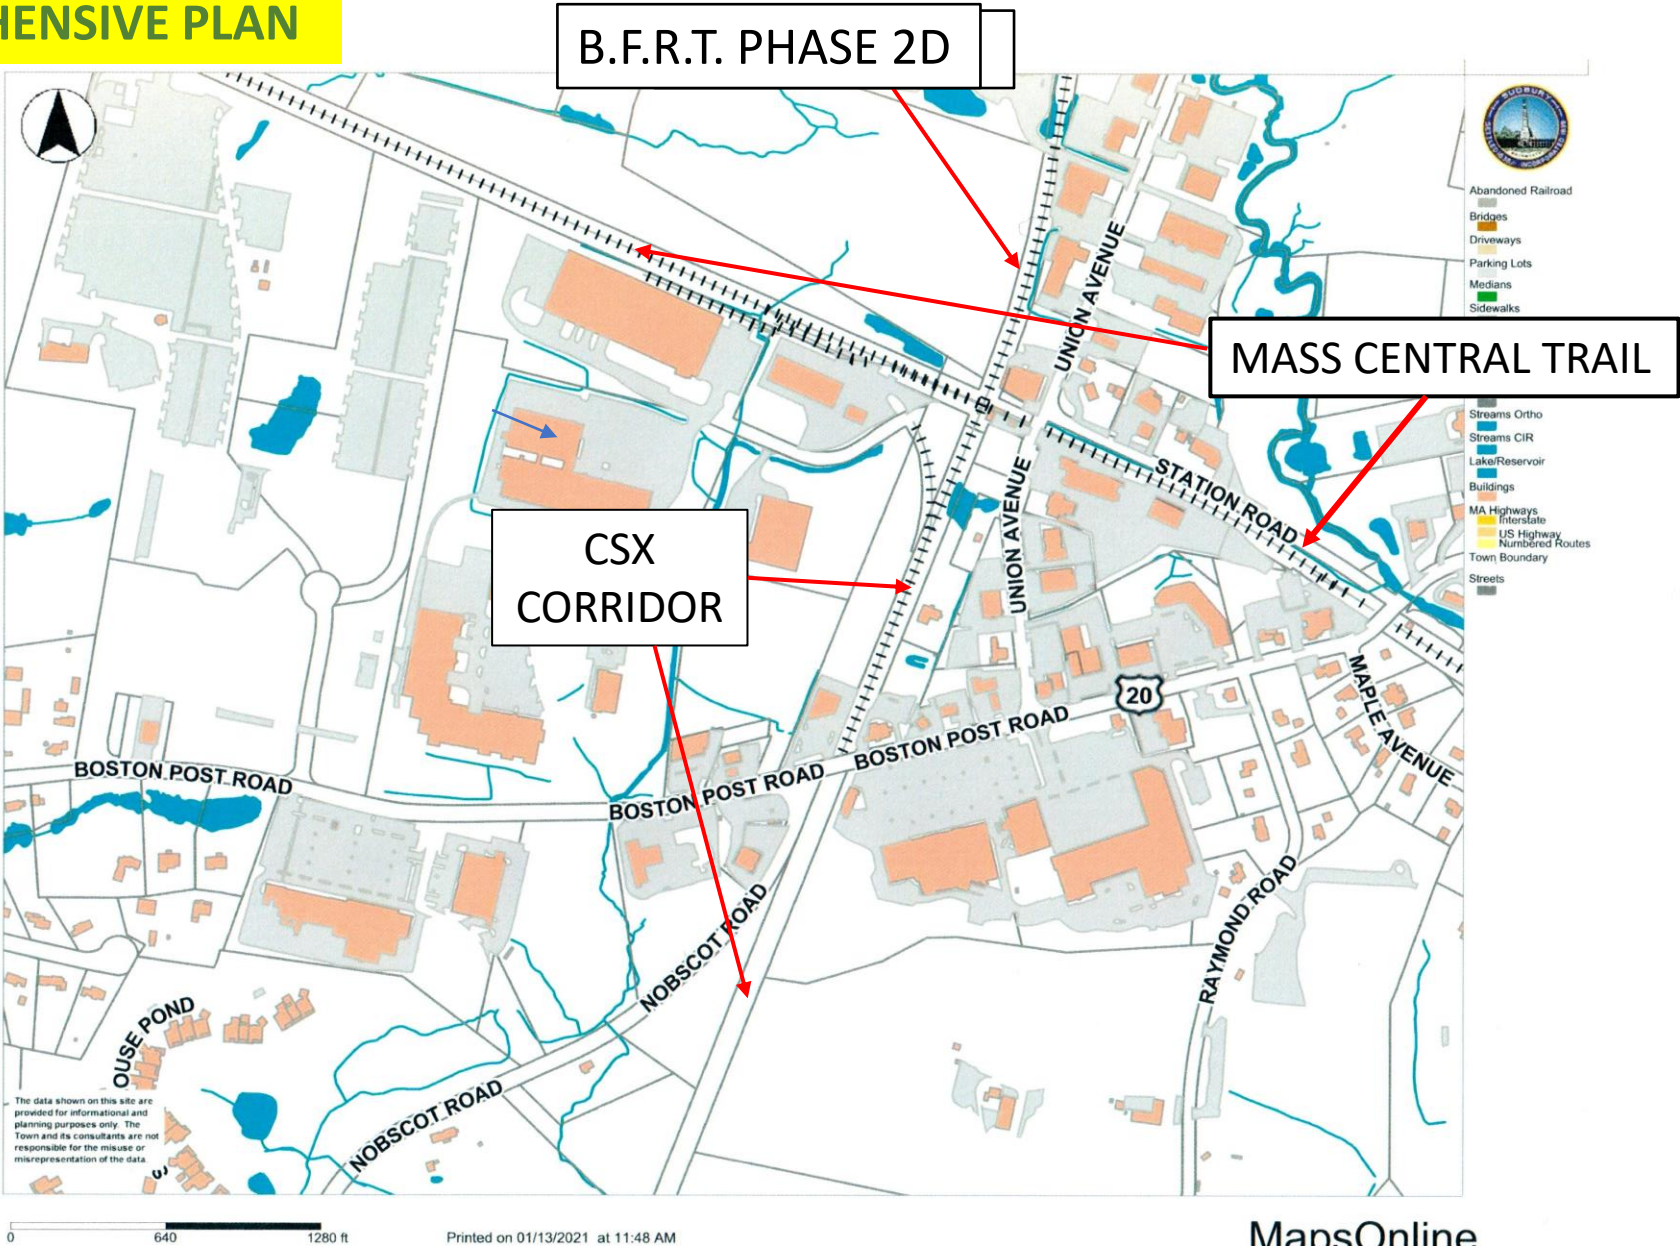 HENSIVE PLAN
B.F.R.T. PHASE 2D
SUDBURY
Abandoned Railroad
Bridges
Driveways
Parking Lots
Medians
Sidewalks
UNION AVENUE
MASS CENTRAL TRAIL
Streams Ortho
Streams CIR
Lake/Reservoir
Buildings
MA Highways
Interstate
US Highway
Numbered Routes
Town Boundary
Streets
STATION ROAD
UNION AVENUE
CSX
CORRIDOR
20
MAPLE AVENUE
BOSTON POST ROAD
BOSTON POST ROAD
BOSTON POST ROAD
NOBSCOT ROAD
RAYMOND ROAD
OUSE POND
NOBSCOT ROAD
The data shown on this site are
provided for informational and
planning purposes only. The
Town and its consultants are not
responsible for the misuse or
misrepresentation of the data.
0 640 1280 ft
Printed on 01/13/2021 at 11:48 AM
MapsOnline